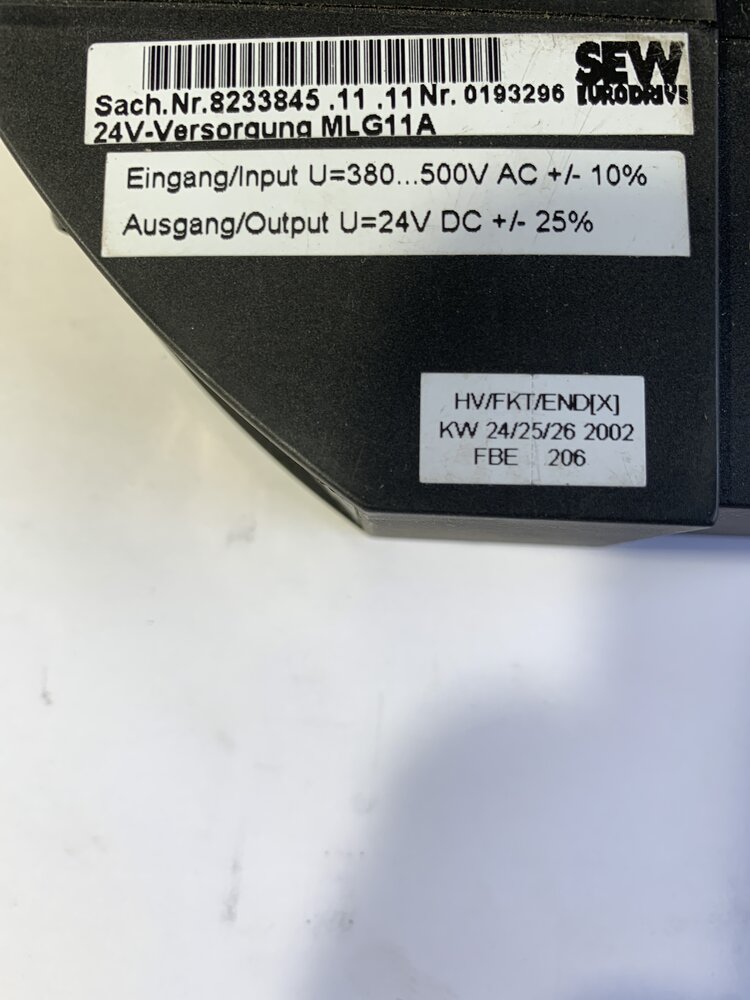 Sach.Nr.8233845 .11 .11 Nr. 0193296
SEW
EURODRIVE
24V-Versorgung MLG11A
Eingang/Input U=380...500V AC +/- 10%
Ausgang/Output U=24V DC +/- 25%
HV/FKT/END[X]
KW 24/25/26 2002
FBE 206